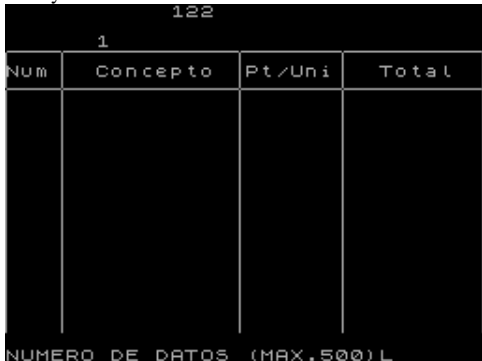 122
1
Num Concepto Pt/Uni Total
NUMERO DE DATOS (MAX.500)L